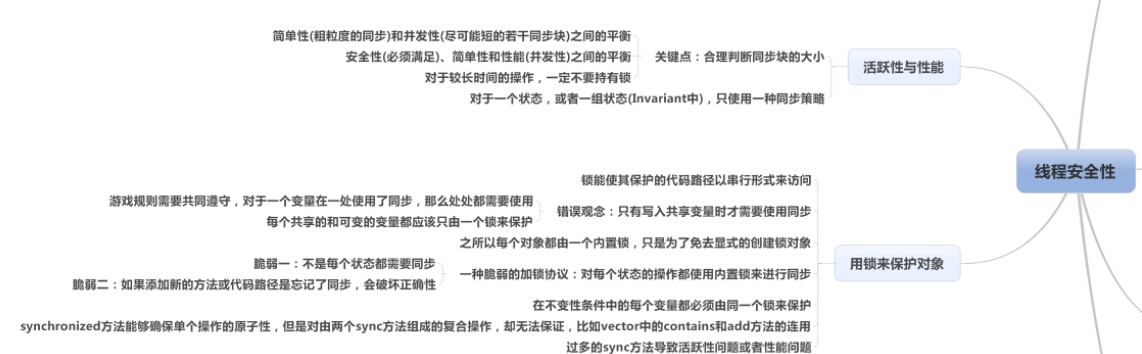 线程安全性
活跃性与性能
关键点：合理判断同步块的大小
简单性(粗粒度的同步)和并发性(尽可能短的若干同步块)之间的平衡
安全性(必须满足)、简单性和性能(并发性)之间的平衡
对于较长时间的操作，一定不要持有锁
对于一个状态，或者一组状态(Invariant中)，只使用一种同步策略
用锁来保护对象
锁能使其保护的代码路径以串行形式来访问
错误观念：只有写入共享变量时才需要使用同步
游戏规则需要共同遵守，对于一个变量在一处使用了同步，那么处处都需要使用
每个共享的和可变的变量都应该只由一个锁来保护
之所以每个对象都由一个内置锁，只是为了免去显式的创建锁对象
一种脆弱的加锁协议：对每个状态的操作都使用内置锁来进行同步
脆弱一：不是每个状态都需要同步
脆弱二：如果添加新的方法或代码路径是忘记了同步，会破坏正确性
在不变性条件中的每个变量都必须由同一个锁来保护
synchronized方法能够确保单个操作的原子性，但是对由两个sync方法组成的复合操作，却无法保证，比如vector中的contains和add方法的连用
过多的sync方法导致活跃性问题或者性能问题